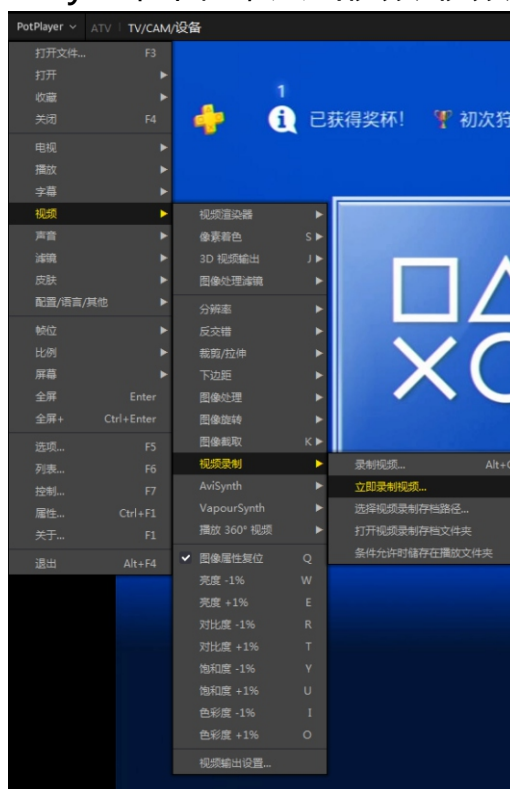 PotPlayer ATV TV/CAM/设备
打开文件... F3
打开
收藏
关闭 F4
电视
播放
字幕
视频
声音
滤镜
皮肤
配置/语言/其他
帧位
比例
屏幕
全屏 Enter
全屏+ Ctrl+Enter
选项... F5
列表... F6
控制... F7
属性... Ctrl+F1
关于... F1
退出 Alt+F4
1
已获得奖杯! 初次狩
视频渲染器
像素着色 S
3D 视频输出 J
图像处理滤镜
分辨率
反交错
裁剪/拉伸
下边距
图像处理
图像旋转
图像截取 K
视频录制
AviSynth
VapourSynth
播放 360° 视频
图像属性复位 Q
亮度 -1% W
亮度 +1% E
对比度 -1% R
对比度 +1% T
饱和度 -1% Y
饱和度 +1% U
色彩度 -1% I
色彩度 +1% O
视频输出设置...
录制视频... Alt+
立即录制视频...
选择视频录制存档路径...
打开视频录制存档文件夹
条件允许时储存在播放文件夹